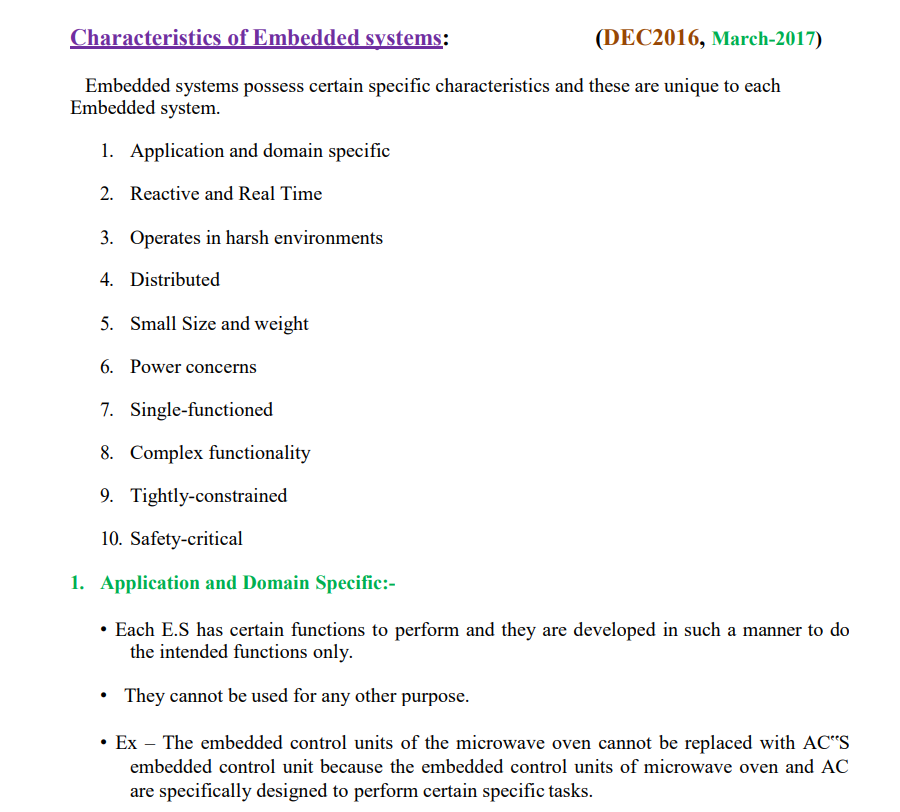 Characteristics of Embedded systems: (DEC2016, March-2017)
Embedded systems possess certain specific characteristics and these are unique to each
Embedded system.
1. Application and domain specific
2. Reactive and Real Time
3. Operates in harsh environments
4. Distributed
5. Small Size and weight
6. Power concerns
7. Single-functioned
8. Complex functionality
9. Tightly-constrained
10. Safety-critical
1. Application and Domain Specific:-
• Each E.S has certain functions to perform and they are developed in such a manner to do
the intended functions only.
• They cannot be used for any other purpose.
• Ex – The embedded control units of the microwave oven cannot be replaced with AC‟S
embedded control unit because the embedded control units of microwave oven and AC
are specifically designed to perform certain specific tasks.